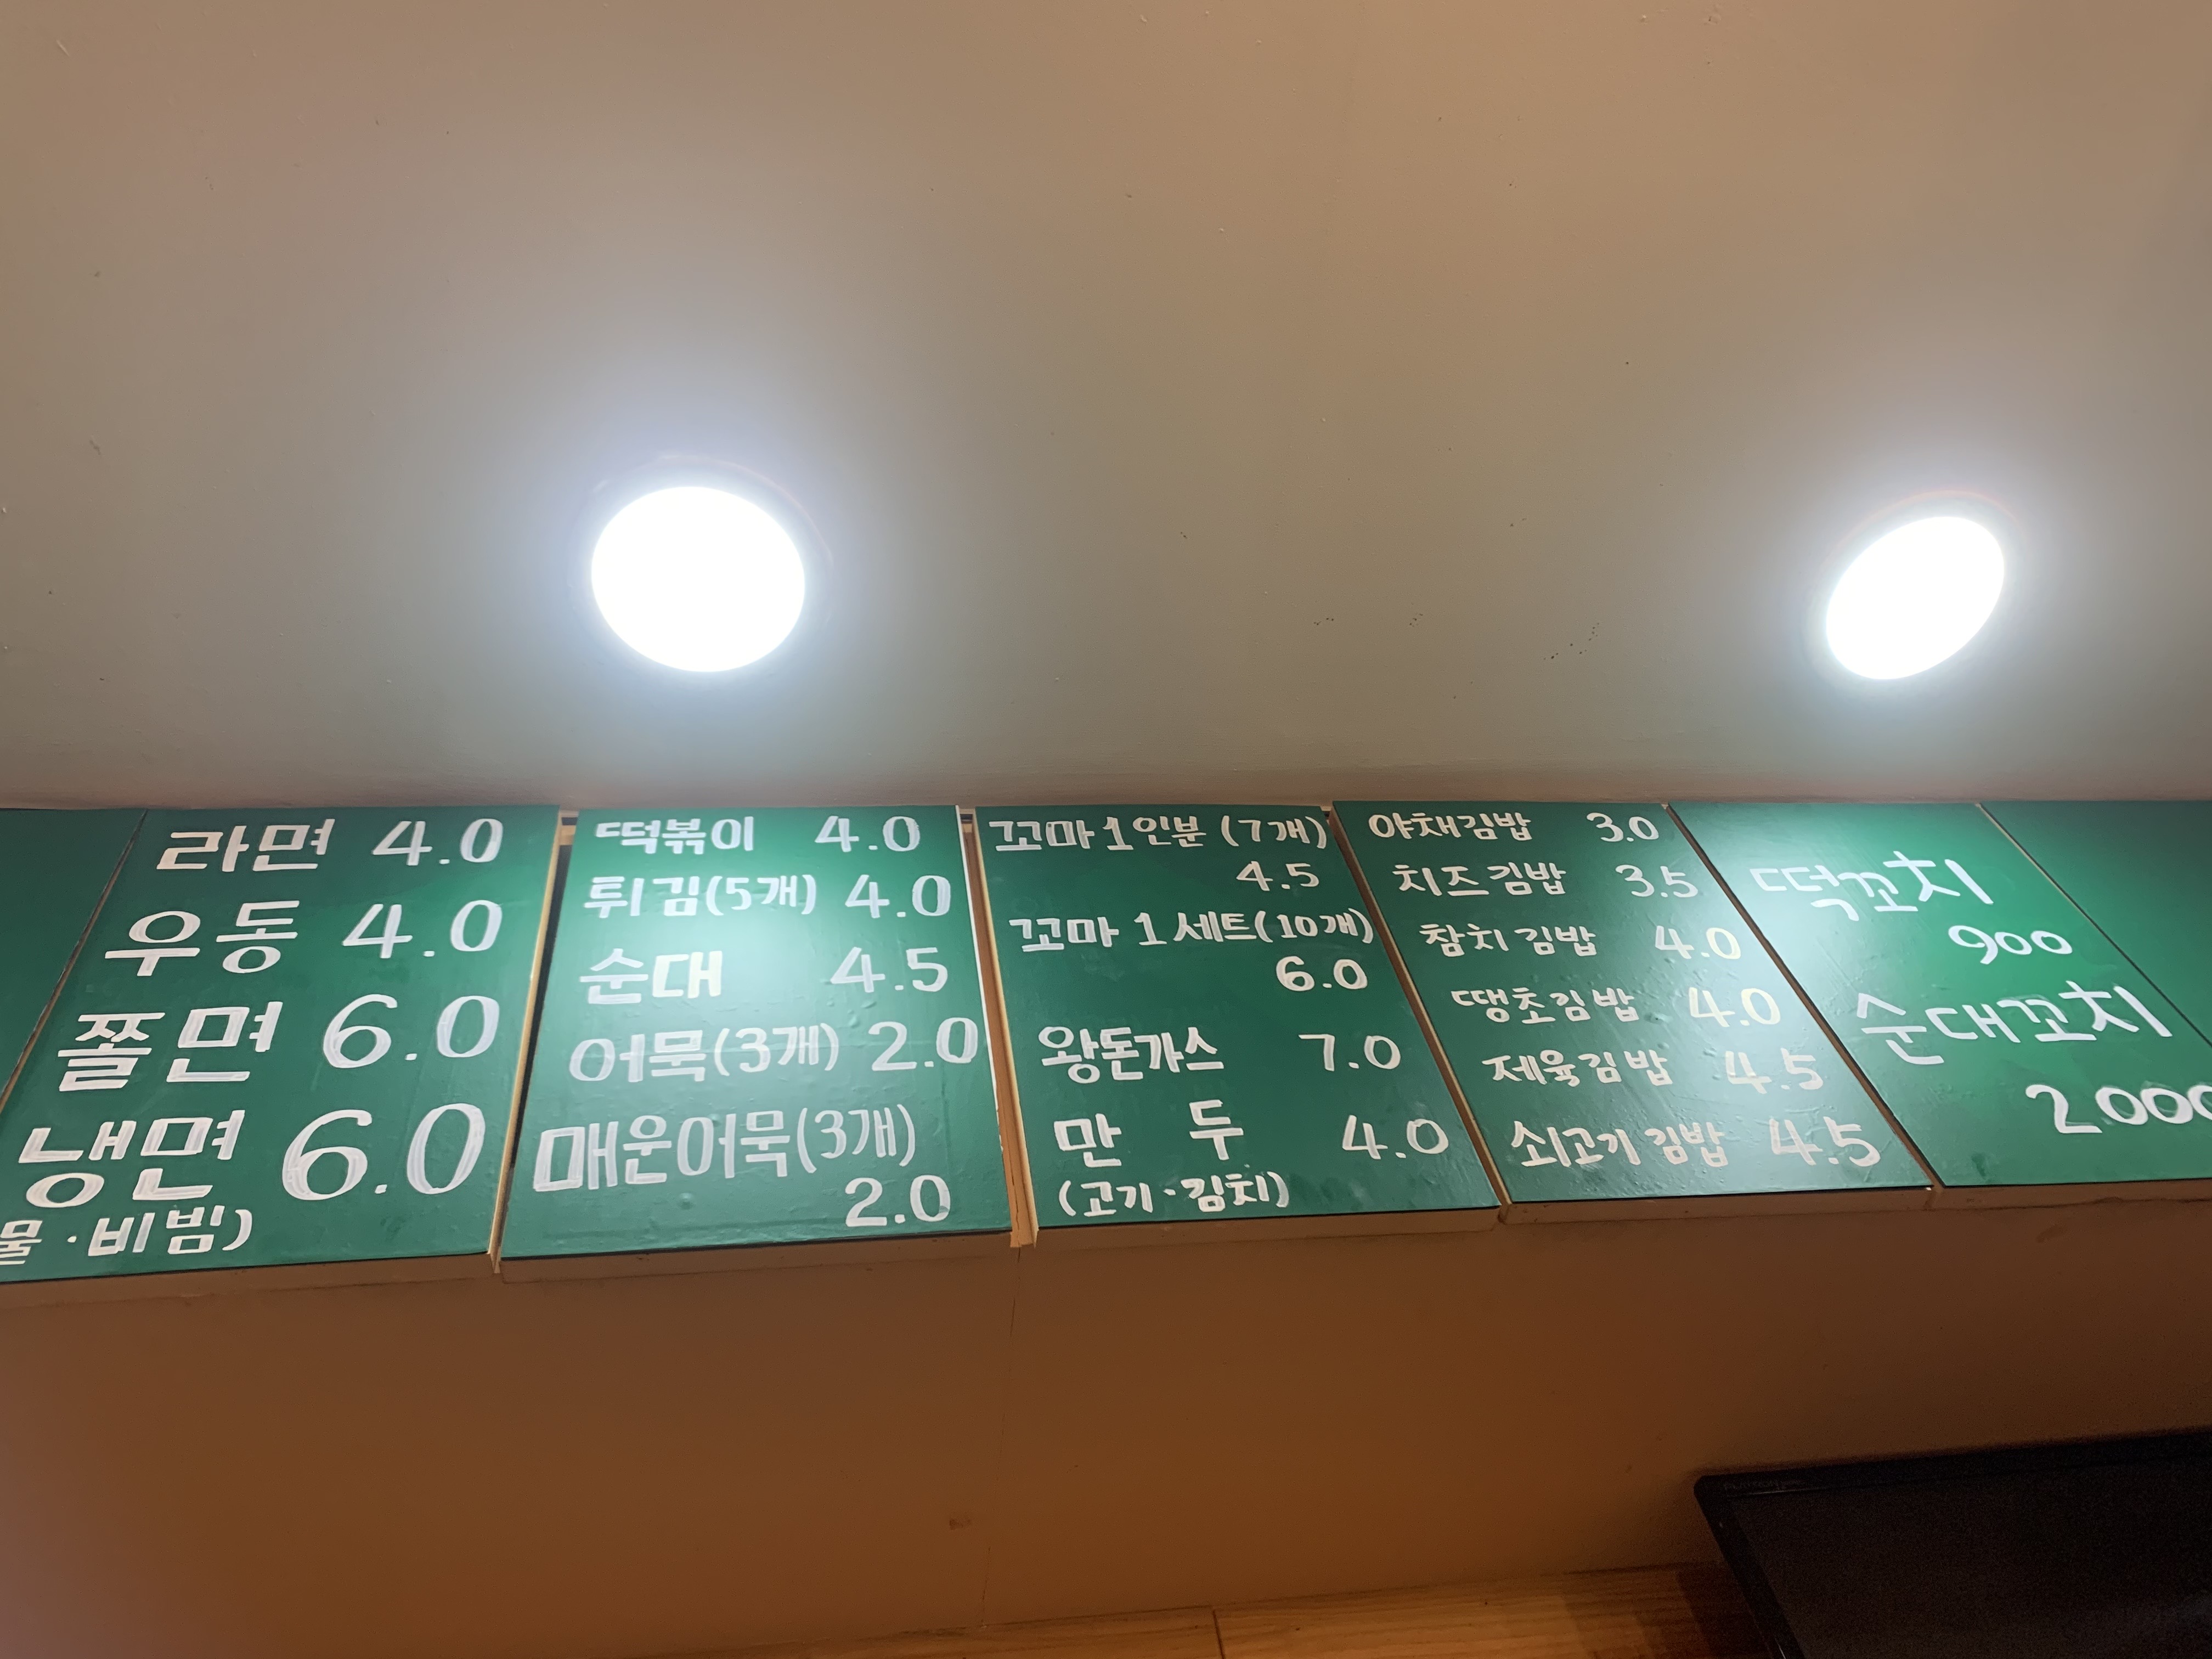 라면 4.0
우동 4.0
쫄면 6.0
냉면 6.0
물·비빔)
떡볶이 4.0
튀김(5개) 4.0
순대 4.5
어묵(3개) 2.0
매운어묵(3개)
2.0
꼬마1인분(7개)
4.5
꼬마 1세트(10개)
6.0
왕돈가스 7.0
만두 4.0
(고기·김치)
야채김밥 3.0
치즈김밥 3.5
참치김밥 4.0
땡초김밥 4.0
제육김밥 4.5
쇠고기김밥 4.5
떡꼬치
900
순대꼬치
2000